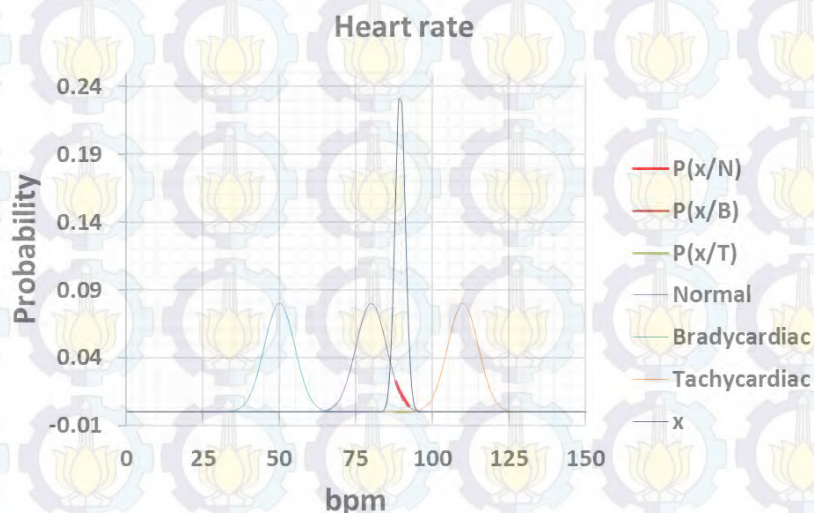 Heart rate
Probability
0.24
0.19
0.14
0.09
0.04
-0.01
0
25
50
75
100
125
150
bpm
P(x/N)
P(x/B)
P(x/T)
Normal
Bradycardiac
Tachycardiac
x